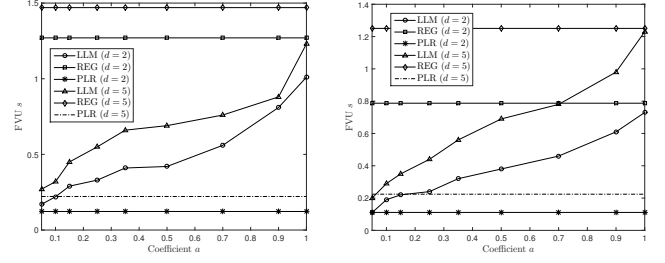 1.5
1
0.5
0
FVU s
LLM (d = 2)
REG (d = 2)
PLR (d = 2)
LLM (d = 5)
REG (d = 5)
PLR (d = 5)
0.1 0.2 0.3 0.4 0.5 0.6 0.7 0.8 0.9 1
Coefficient a
1.4
1.2
1
0.8
0.6
0.4
0.2
0
FVU s
LLM (d = 2)
REG (d = 2)
PLR (d = 2)
LLM (d = 5)
REG (d = 5)
PLR (d = 5)
0.1 0.2 0.3 0.4 0.5 0.6 0.7 0.8 0.9 1
Coefficient a